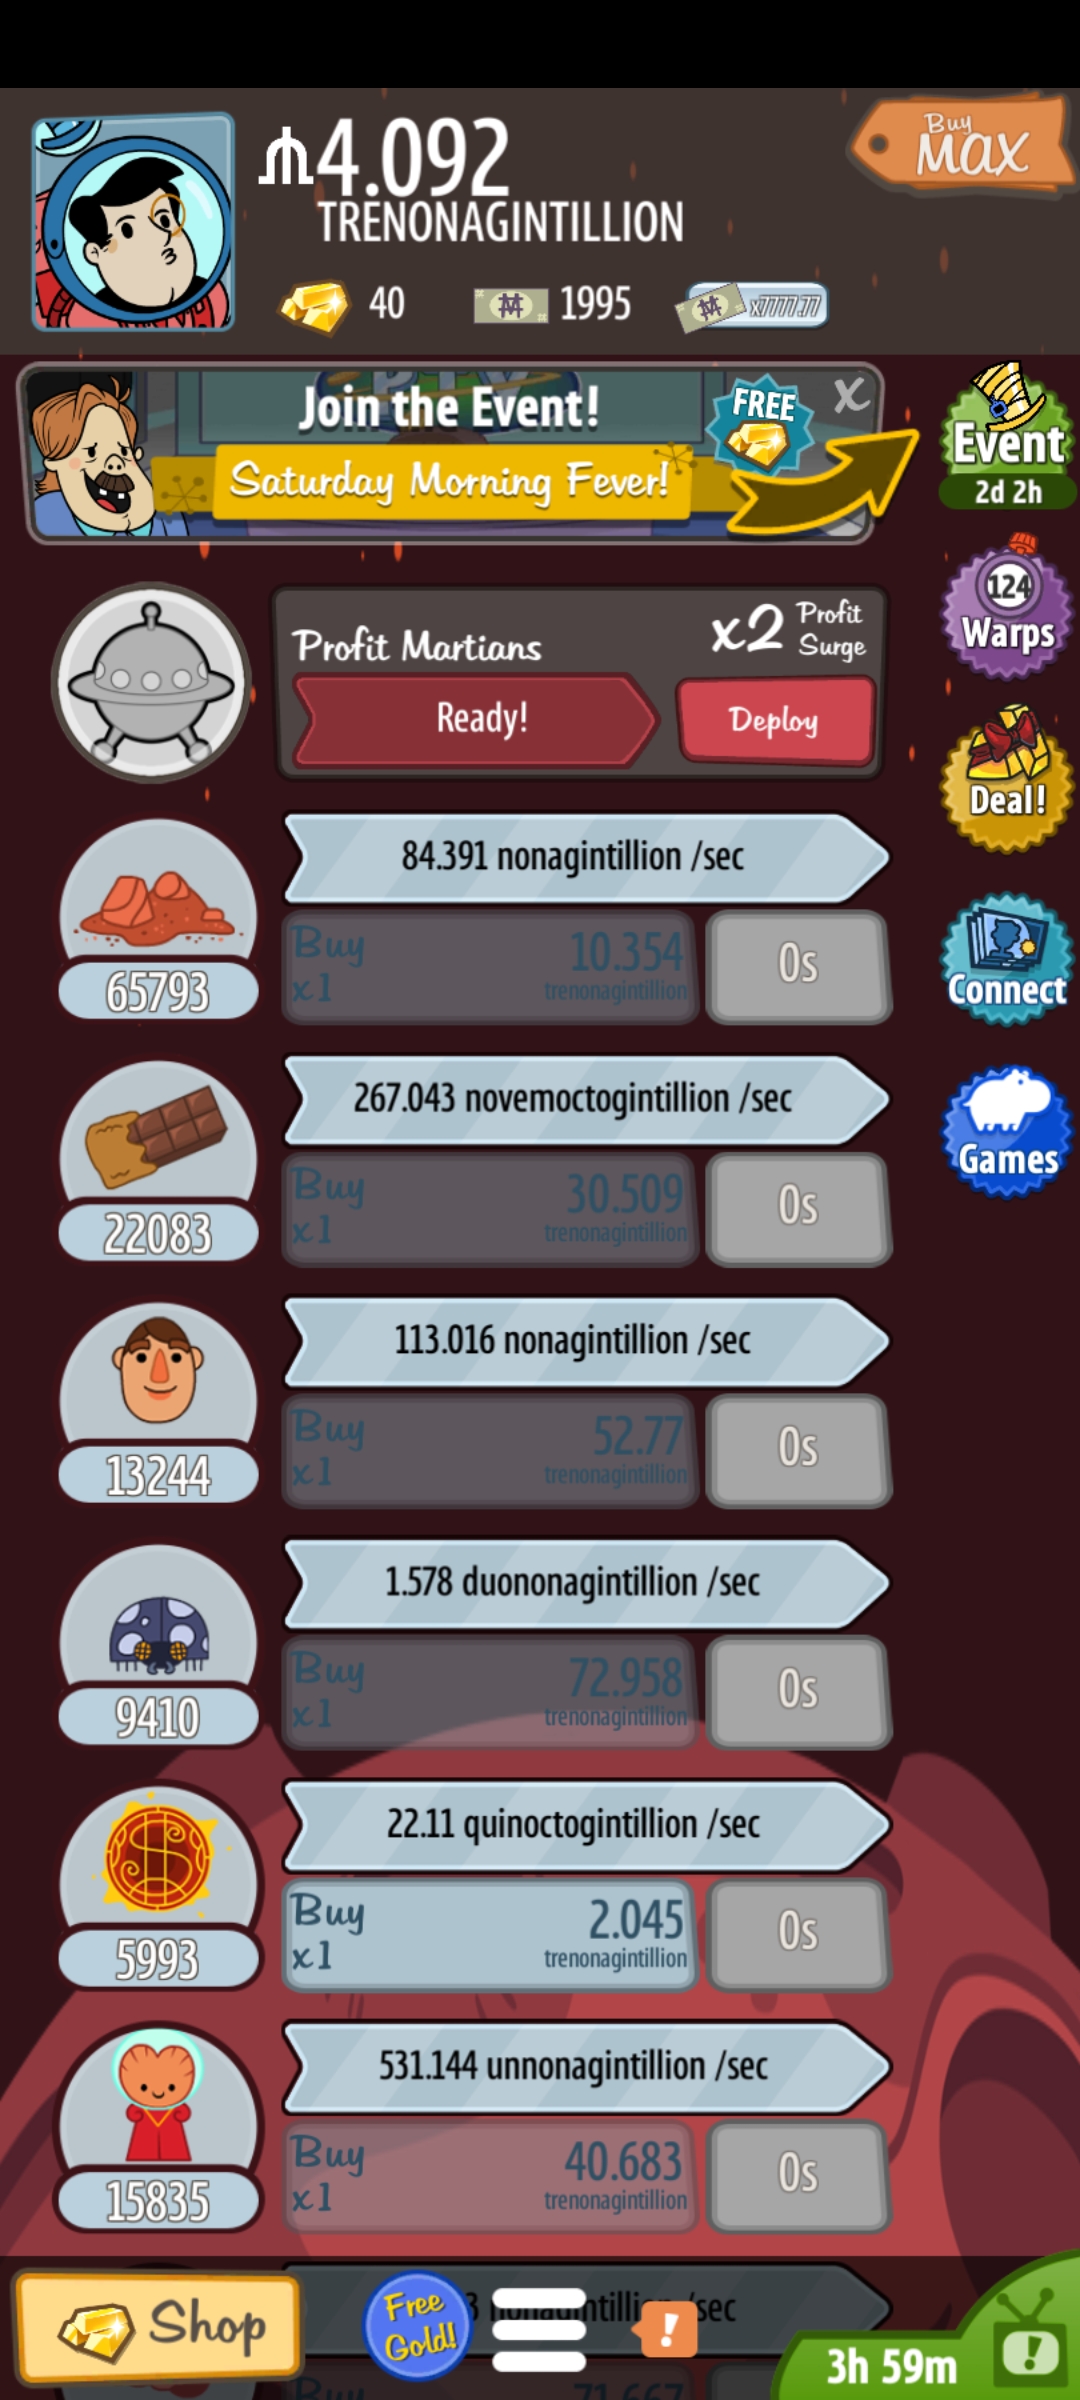 4.092
TRENONAGINTILLION
Buy
Max
40
1995
x7777.77
Join the Event!
Saturday Morning Fever!
FREE
X
Event
2d 2h
124
Warps
Profit Martians
x2 Profit Surge
Ready!
Deploy
Deal!
84.391 nonagintillion /sec
65793
Buy x1
10.354
trenonagintillion
0s
Connect
267.043 novemoctogintillion /sec
22083
Buy x1
30.509
trenonagintillion
0s
Games
113.016 nonagintillion /sec
13244
Buy x1
52.77
trenonagintillion
0s
1.578 duononagintillion /sec
9410
Buy x1
72.958
trenonagintillion
0s
22.11 quinoctogintillion /sec
5993
Buy x1
2.045
trenonagintillion
0s
531.144 unnonagintillion /sec
15835
Buy x1
40.683
trenonagintillion
0s
Shop
Free Gold!
/sec
!
3h 59m
!
Buy
71.667